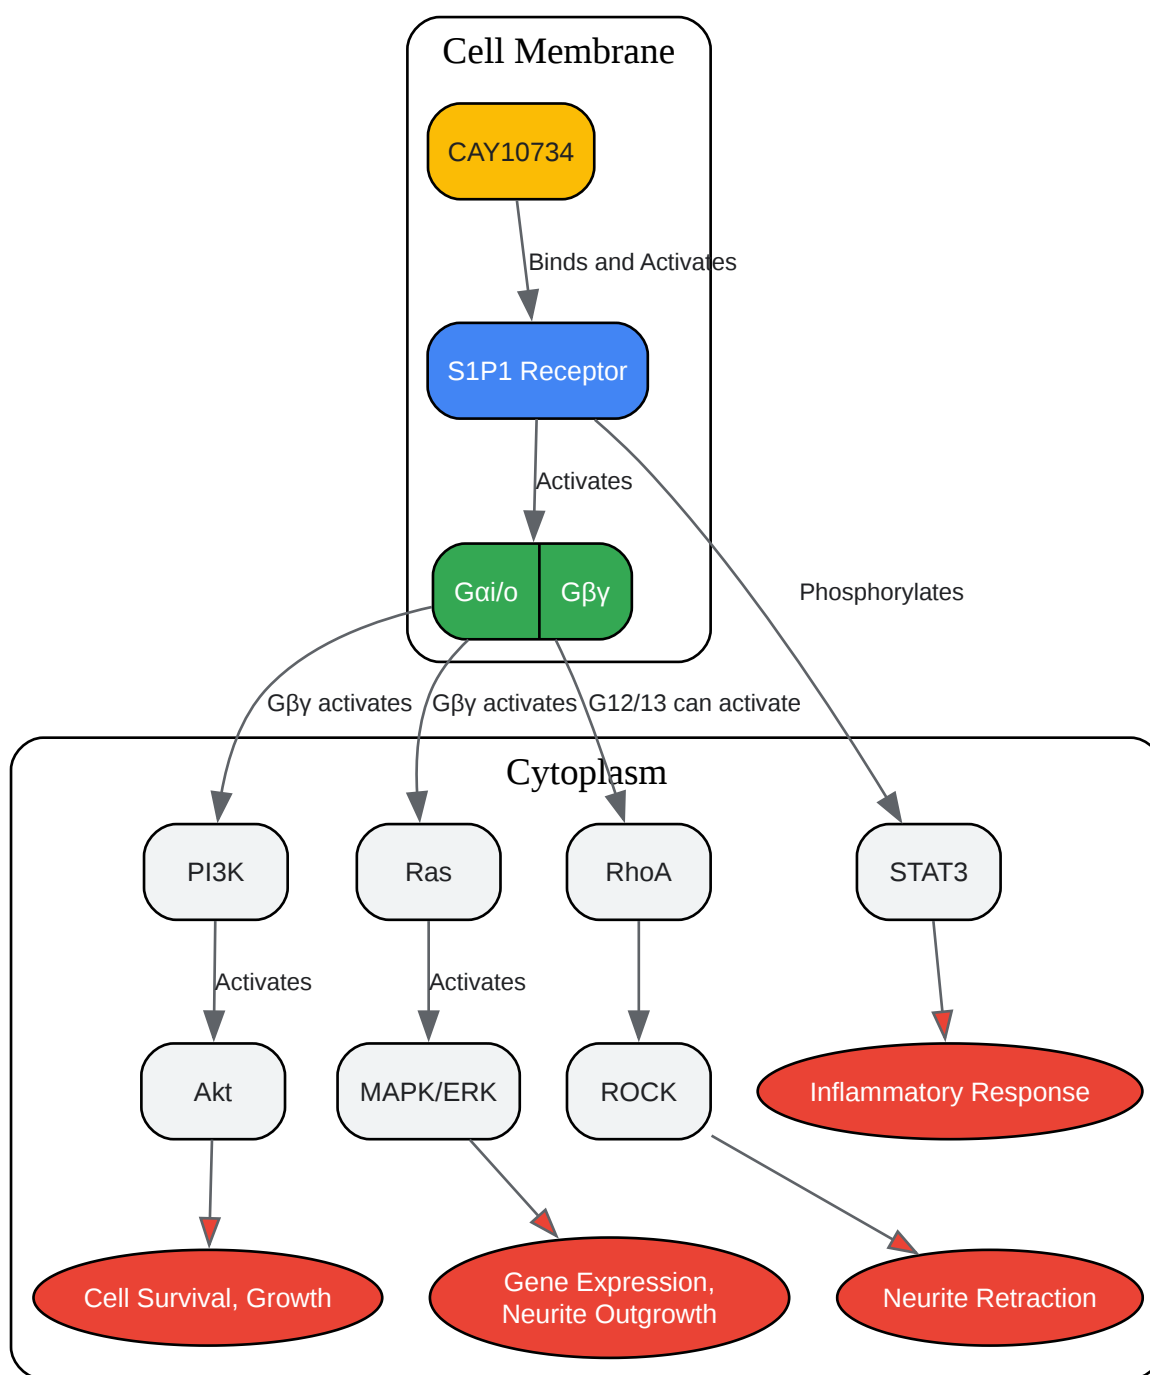 Cell Membrane
CAY10734
Binds and Activates
S1P1 Receptor
Activates
Gαi/o
Gβγ
Phosphorylates
Gβγ activates
Gβγ activates
G12/13 can activate
Cytoplasm
PI3K
Ras
RhoA
STAT3
Activates
Activates
Akt
MAPK/ERK
ROCK
Inflammatory Response
Cell Survival, Growth
Gene Expression,
Neurite Outgrowth
Neurite Retraction